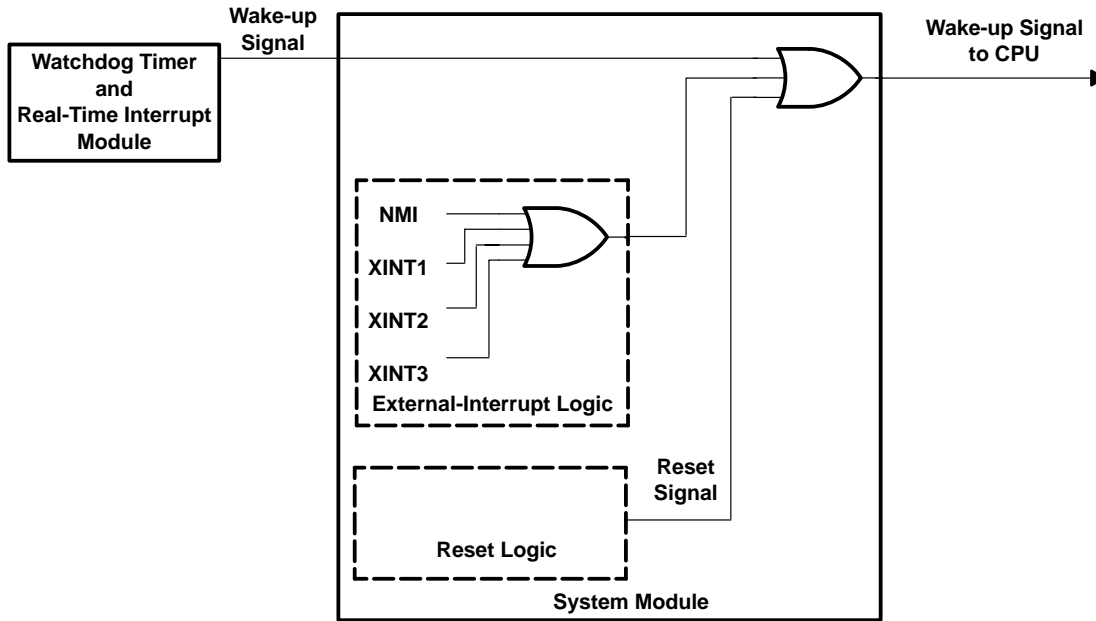 Wake-up
Signal
Watchdog Timer
and
Real-Time Interrupt
Module
Wake-up Signal
to CPU
NMI
XINT1
XINT2
XINT3
External-Interrupt Logic
Reset
Signal
Reset Logic
System Module